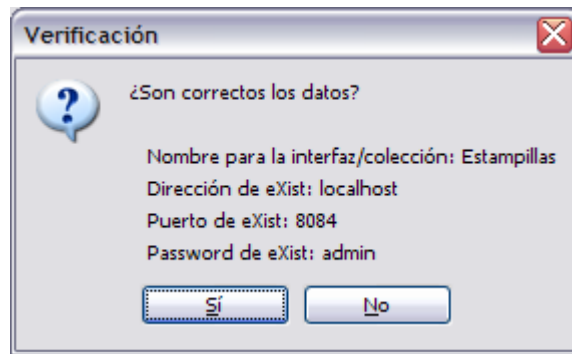 Verificación
¿Son correctos los datos?
Nombre para la interfaz/colección: Estampillas
Dirección de eXist: localhost
Puerto de eXist: 8084
Password de eXist: admin
Sí
No